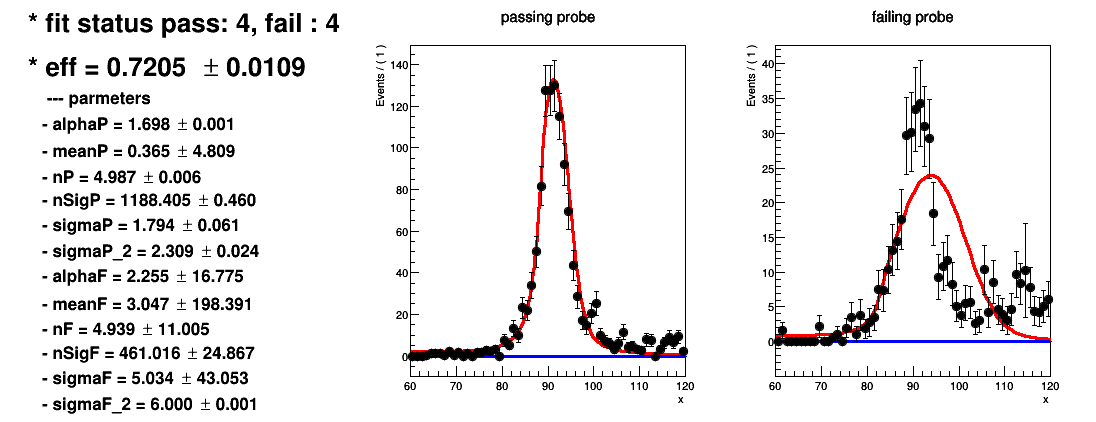 * fit status pass: 4, fail : 4
* eff = 0.7205 ± 0.0109
--- parmeters
- alphaP = 1.698 ± 0.001
- meanP = 0.365 ± 4.809
- nP = 4.987 ± 0.006
- nSigP = 1188.405 ± 0.460
- sigmaP = 1.794 ± 0.061
- sigmaP_2 = 2.309 ± 0.024
- alphaF = 2.255 ± 16.775
- meanF = 3.047 ± 198.391
- nF = 4.939 ± 11.005
- nSigF = 461.016 ± 24.867
- sigmaF = 5.034 ± 43.053
- sigmaF_2 = 6.000 ± 0.001
passing probe
Events / ( 1 )
140
120
100
80
60
40
20
0
60 70 80 90 100 110 120
x
failing probe
Events / ( 1 )
40
35
30
25
20
15
10
5
0
60 70 80 90 100 110 120
x